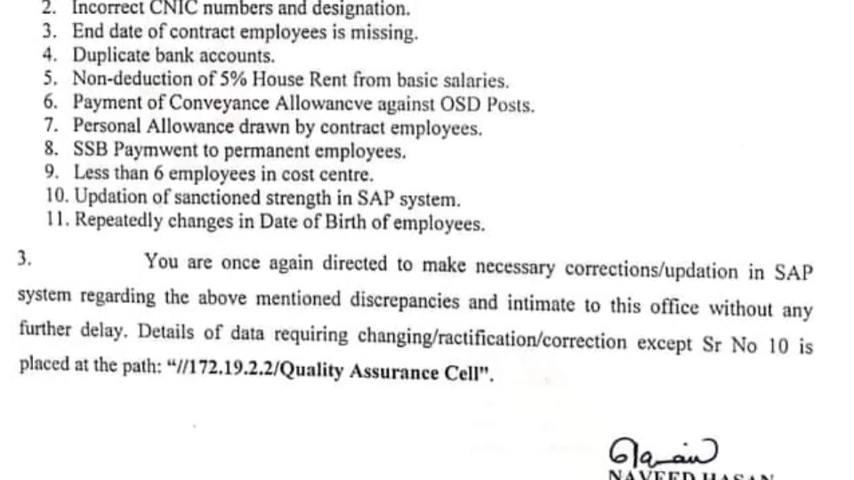 2. Incorrect CNIC numbers and designation.
3. End date of contract employees is missing.
4. Duplicate bank accounts.
5. Non-deduction of 5% House Rent from basic salaries.
6. Payment of Conveyance Allowancve against OSD Posts.
7. Personal Allowance drawn by contract employees.
8. SSB Paymwent to permanent employees.
9. Less than 6 employees in cost centre.
10. Updation of sanctioned strength in SAP system.
11. Repeatedly changes in Date of Birth of employees.
3. You are once again directed to make necessary corrections/updation in SAP
system regarding the above mentioned discrepancies and intimate to this office without any
further delay. Details of data requiring changing/ractification/correction except Sr No 10 is
placed at the path: "//172.19.2.2/Quality Assurance Cell".
NAVEED HASAN